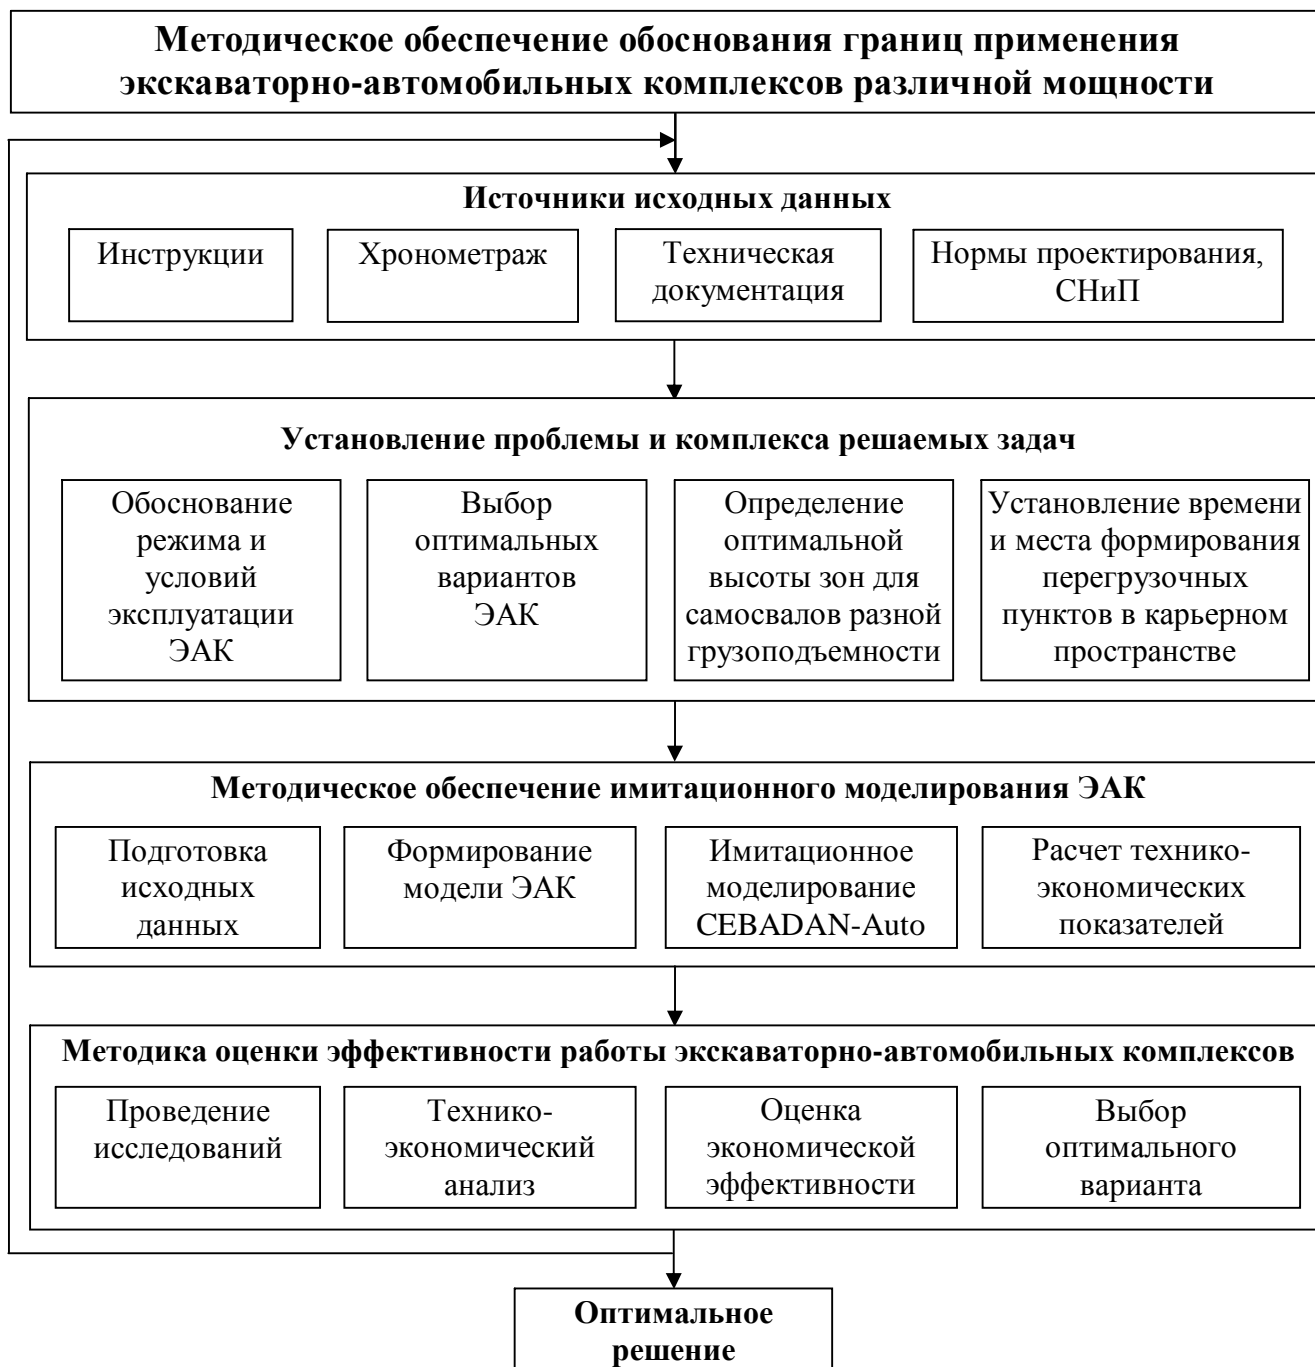 Методическое обеспечение обоснования границ применения
экскаваторно-автомобильных комплексов различной мощности
Источники исходных данных
Инструкции
Хронометраж
Техническая
документация
Нормы проектирования,
СНиП
Установление проблемы и комплекса решаемых задач
Обоснование
режима и
условий
эксплуатации
ЭАК
Выбор
оптимальных
вариантов
ЭАК
Определение
оптимальной
высоты зон для
самосвалов разной
грузоподъемности
Установление времени
и места формирования
перегрузочных
пунктов в карьерном
пространстве
Методическое обеспечение имитационного моделирования ЭАК
Подготовка
исходных
данных
Формирование
модели ЭАК
Имитационное
моделирование
CEBADAN-Auto
Расчет технико-
экономических
показателей
Методика оценки эффективности работы экскаваторно-автомобильных комплексов
Проведение
исследований
Технико-
экономический
анализ
Оценка
экономической
эффективности
Выбор
оптимального
варианта
Оптимальное
решение